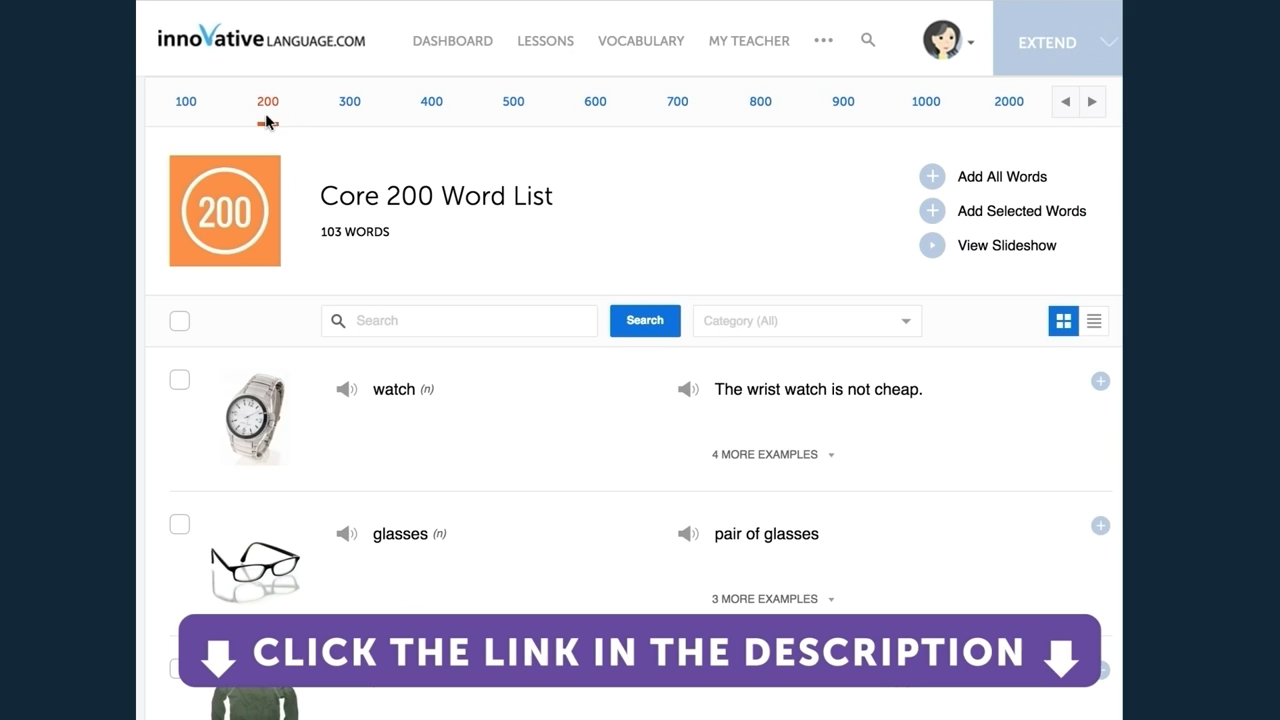 innoVative LANGUAGE.COM
DASHBOARD LESSONS VOCABULARY MY TEACHER ••• EXTEND
100 200 300 400 500 600 700 800 900 1000 2000
200
Core 200 Word List
103 WORDS
Add All Words
Add Selected Words
View Slideshow
Search Search Category (All)
watch (n) The wrist watch is not cheap.
4 MORE EXAMPLES
glasses (n) pair of glasses
3 MORE EXAMPLES
CLICK THE LINK IN THE DESCRIPTION